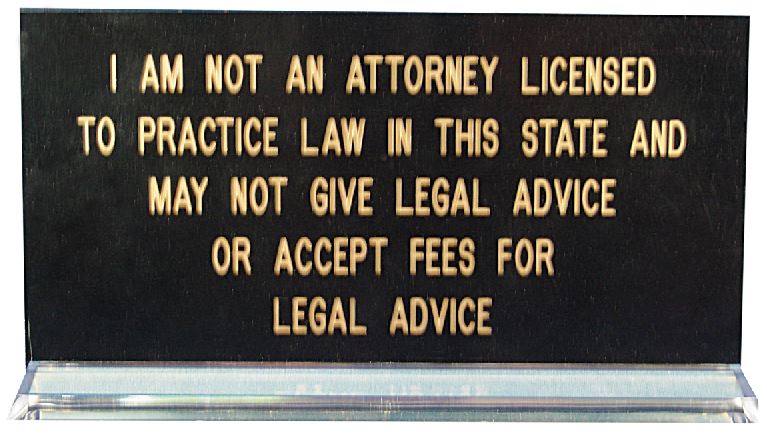 I AM NOT AN ATTORNEY LICENSED
TO PRACTICE LAW IN THIS STATE AND
MAY NOT GIVE LEGAL ADVICE
OR ACCEPT FEES FOR
LEGAL ADVICE